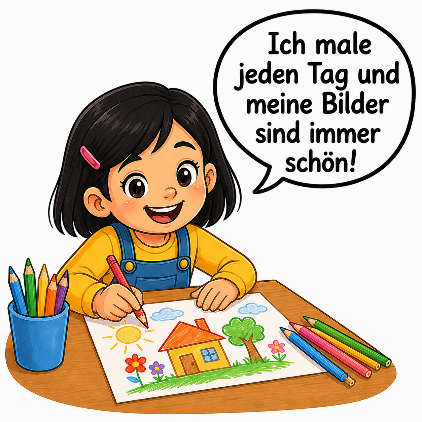 Ich male
jeden Tag und
meine Bilder
sind immer
schön!